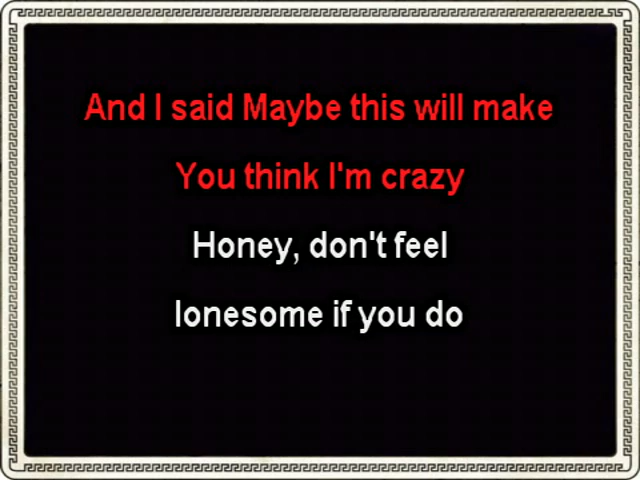 And I said Maybe this will make
You think I'm crazy
Honey, don't feel
lonesome if you do